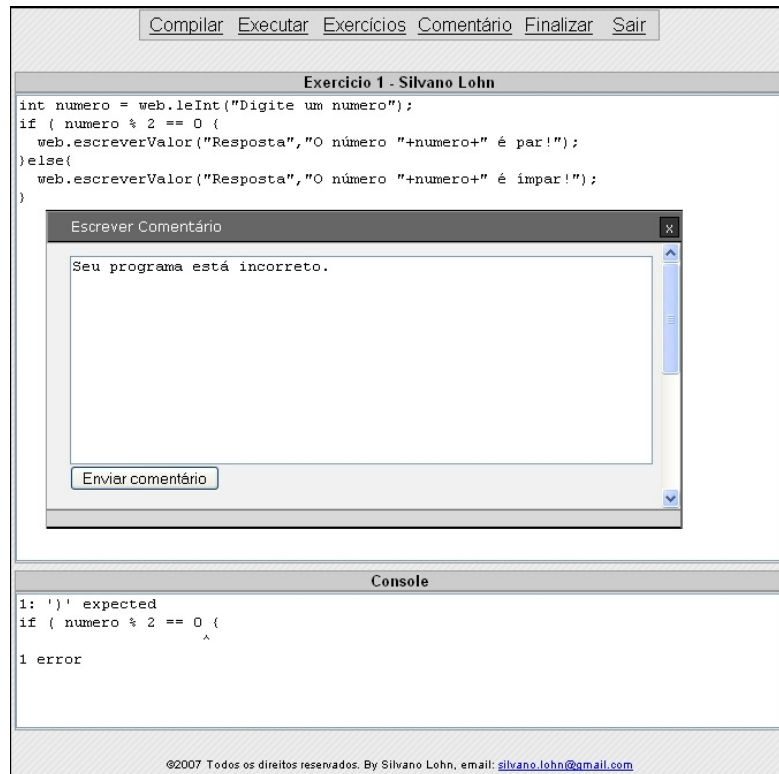 Compilar Executar Exercícios Comentário Finalizar Sair
Exercicio 1 - Silvano Lohn
int numero = web.leInt("Digite um numero");
if ( numero % 2 == 0 {
web.escreverValor("Resposta","O número "+numero+" é par!");
}else{
web.escreverValor("Resposta","O número "+numero+" é ímpar!");
}
Escrever Comentário
x
Seu programa está incorreto.
Enviar comentário
Console
1: ')' expected
if ( numero % 2 == 0 {
^
1 error
©2007 Todos os direitos reservados. By Silvano Lohn, email: silvano.lohn@gmail.com